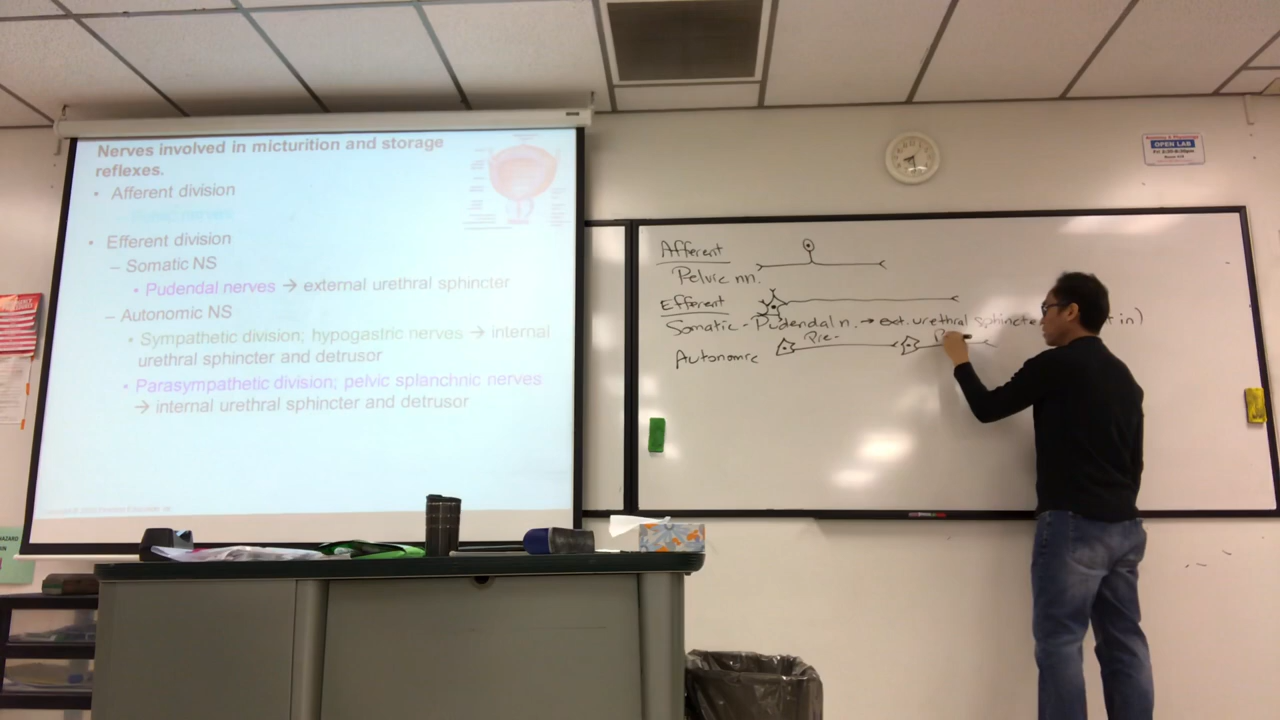 Nerves involved in micturition and storage
reflexes.
• Afferent division
• Efferent division
– Somatic NS
• Pudendal nerves → external urethral sphincter
– Autonomic NS
• Sympathetic division; hypogastric nerves → internal
urethral sphincter and detrusor
• Parasympathetic division; pelvic splanchnic nerves
→ internal urethral sphincter and detrusor
Afferent
Pelvic nn.
Efferent
Somatic - Pudendal n. → ext. urethral sphincte in)
Pre-
Autonomic
OPEN LAB